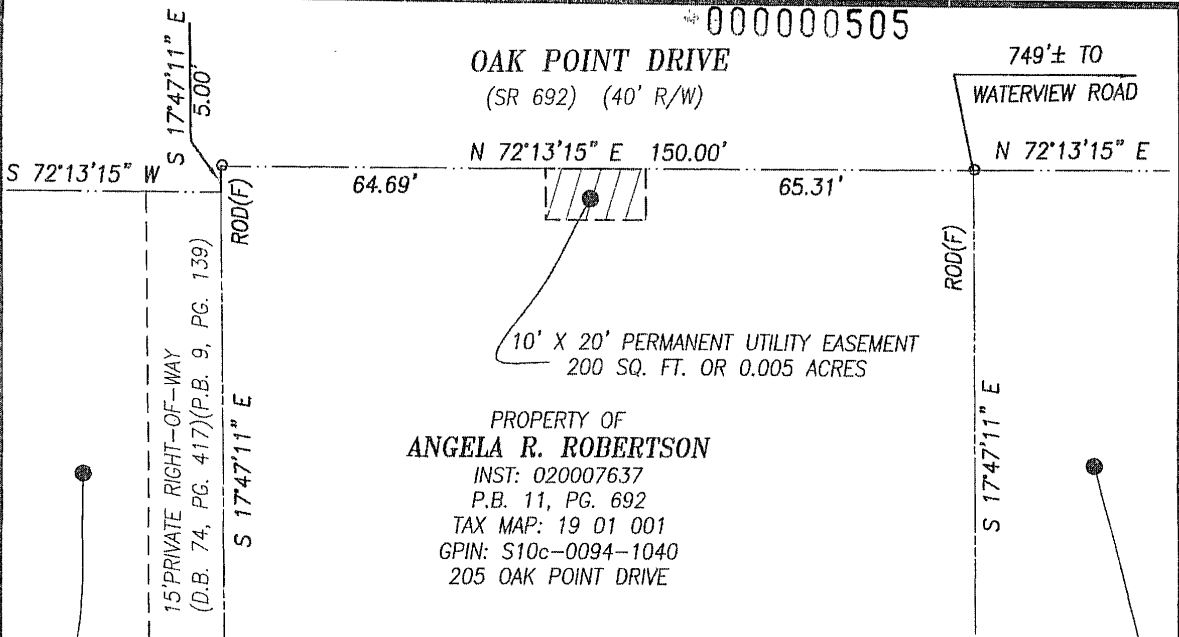 000000505
OAK POINT DRIVE
(SR 692) (40' R/W)
749'± TO
WATERVIEW ROAD
S 17°47'11" E
5.00'
S 72°13'15" W
N 72°13'15" E 150.00'
N 72°13'15" E
64.69'
65.31'
ROD(F)
ROD(F)
10' X 20' PERMANENT UTILITY EASEMENT
200 SQ. FT. OR 0.005 ACRES
15'PRIVATE RIGHT-OF-WAY
(D.B. 74, PG. 417)(P.B. 9, PG. 139)
S 17°47'11" E
PROPERTY OF
ANGELA R. ROBERTSON
INST: 020007637
P.B. 11, PG. 692
TAX MAP: 19 01 001
GPIN: S10c-0094-1040
205 OAK POINT DRIVE
S 17°47'11" E